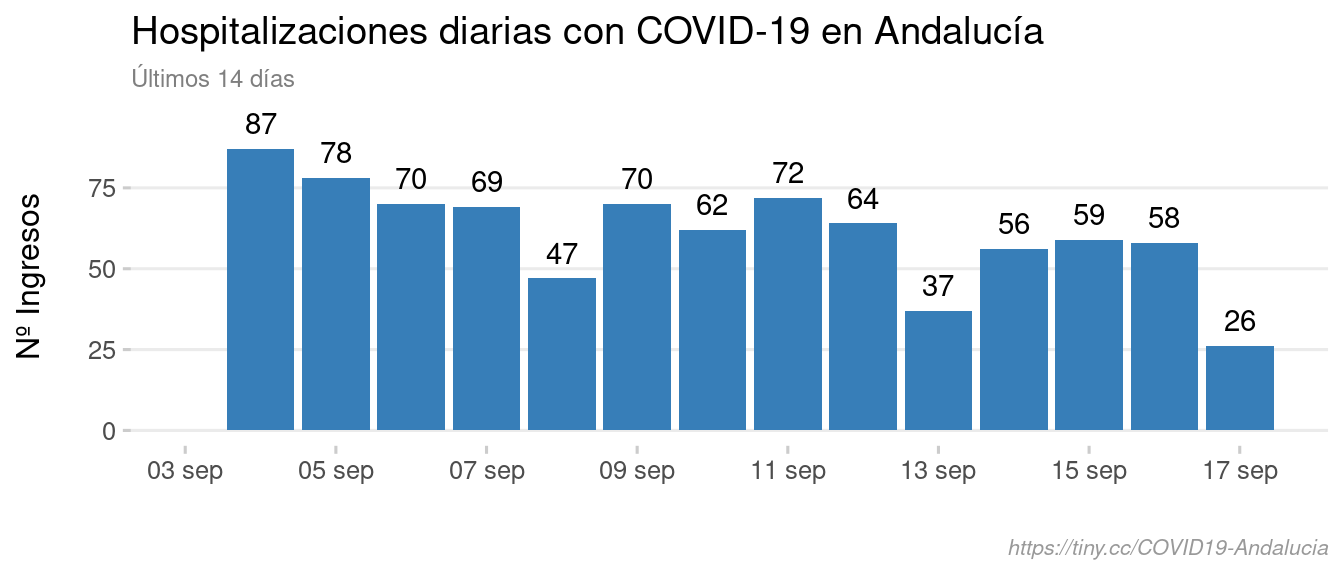 Hospitalizaciones diarias con COVID-19 en Andalucía
Últimos 14 días
87
78
70
69
47
70
62
72
64
37
56
59
58
26
Nº Ingresos
75
50
25
0
03 sep
05 sep
07 sep
09 sep
11 sep
13 sep
15 sep
17 sep
https://tiny.cc/COVID19-Andalucia